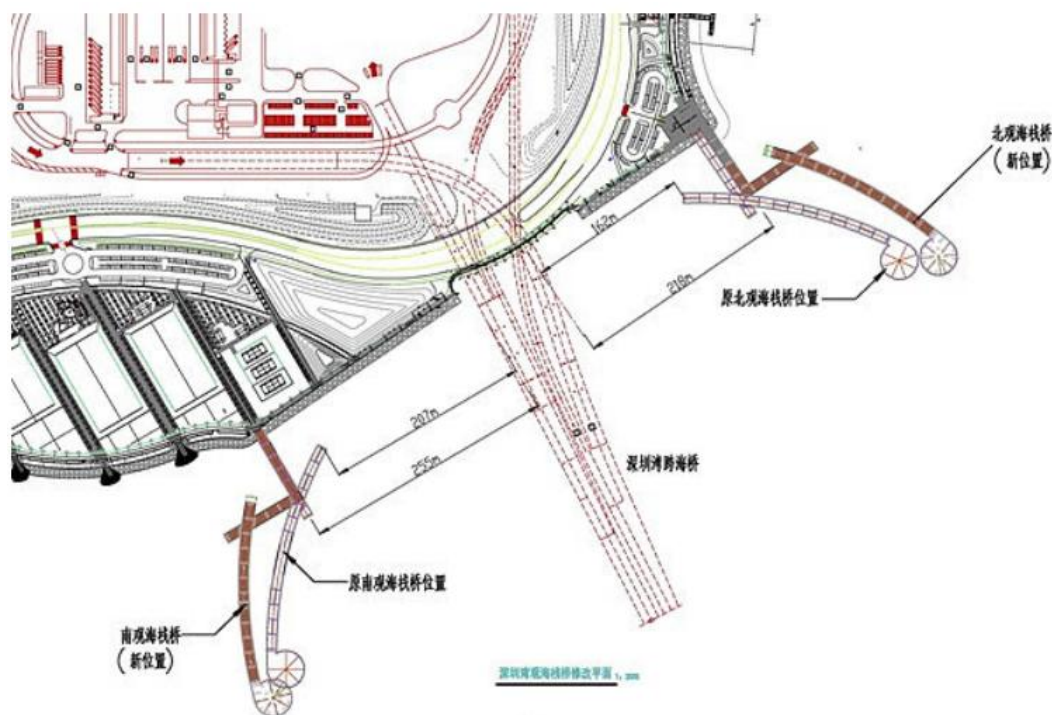 北观海栈桥
(新位置)
162m
218m
原北观海栈桥位置
207m
255m
深圳湾跨海桥
原南观海栈桥位置
南观海栈桥
(新位置)
深圳湾观海栈桥修改平面